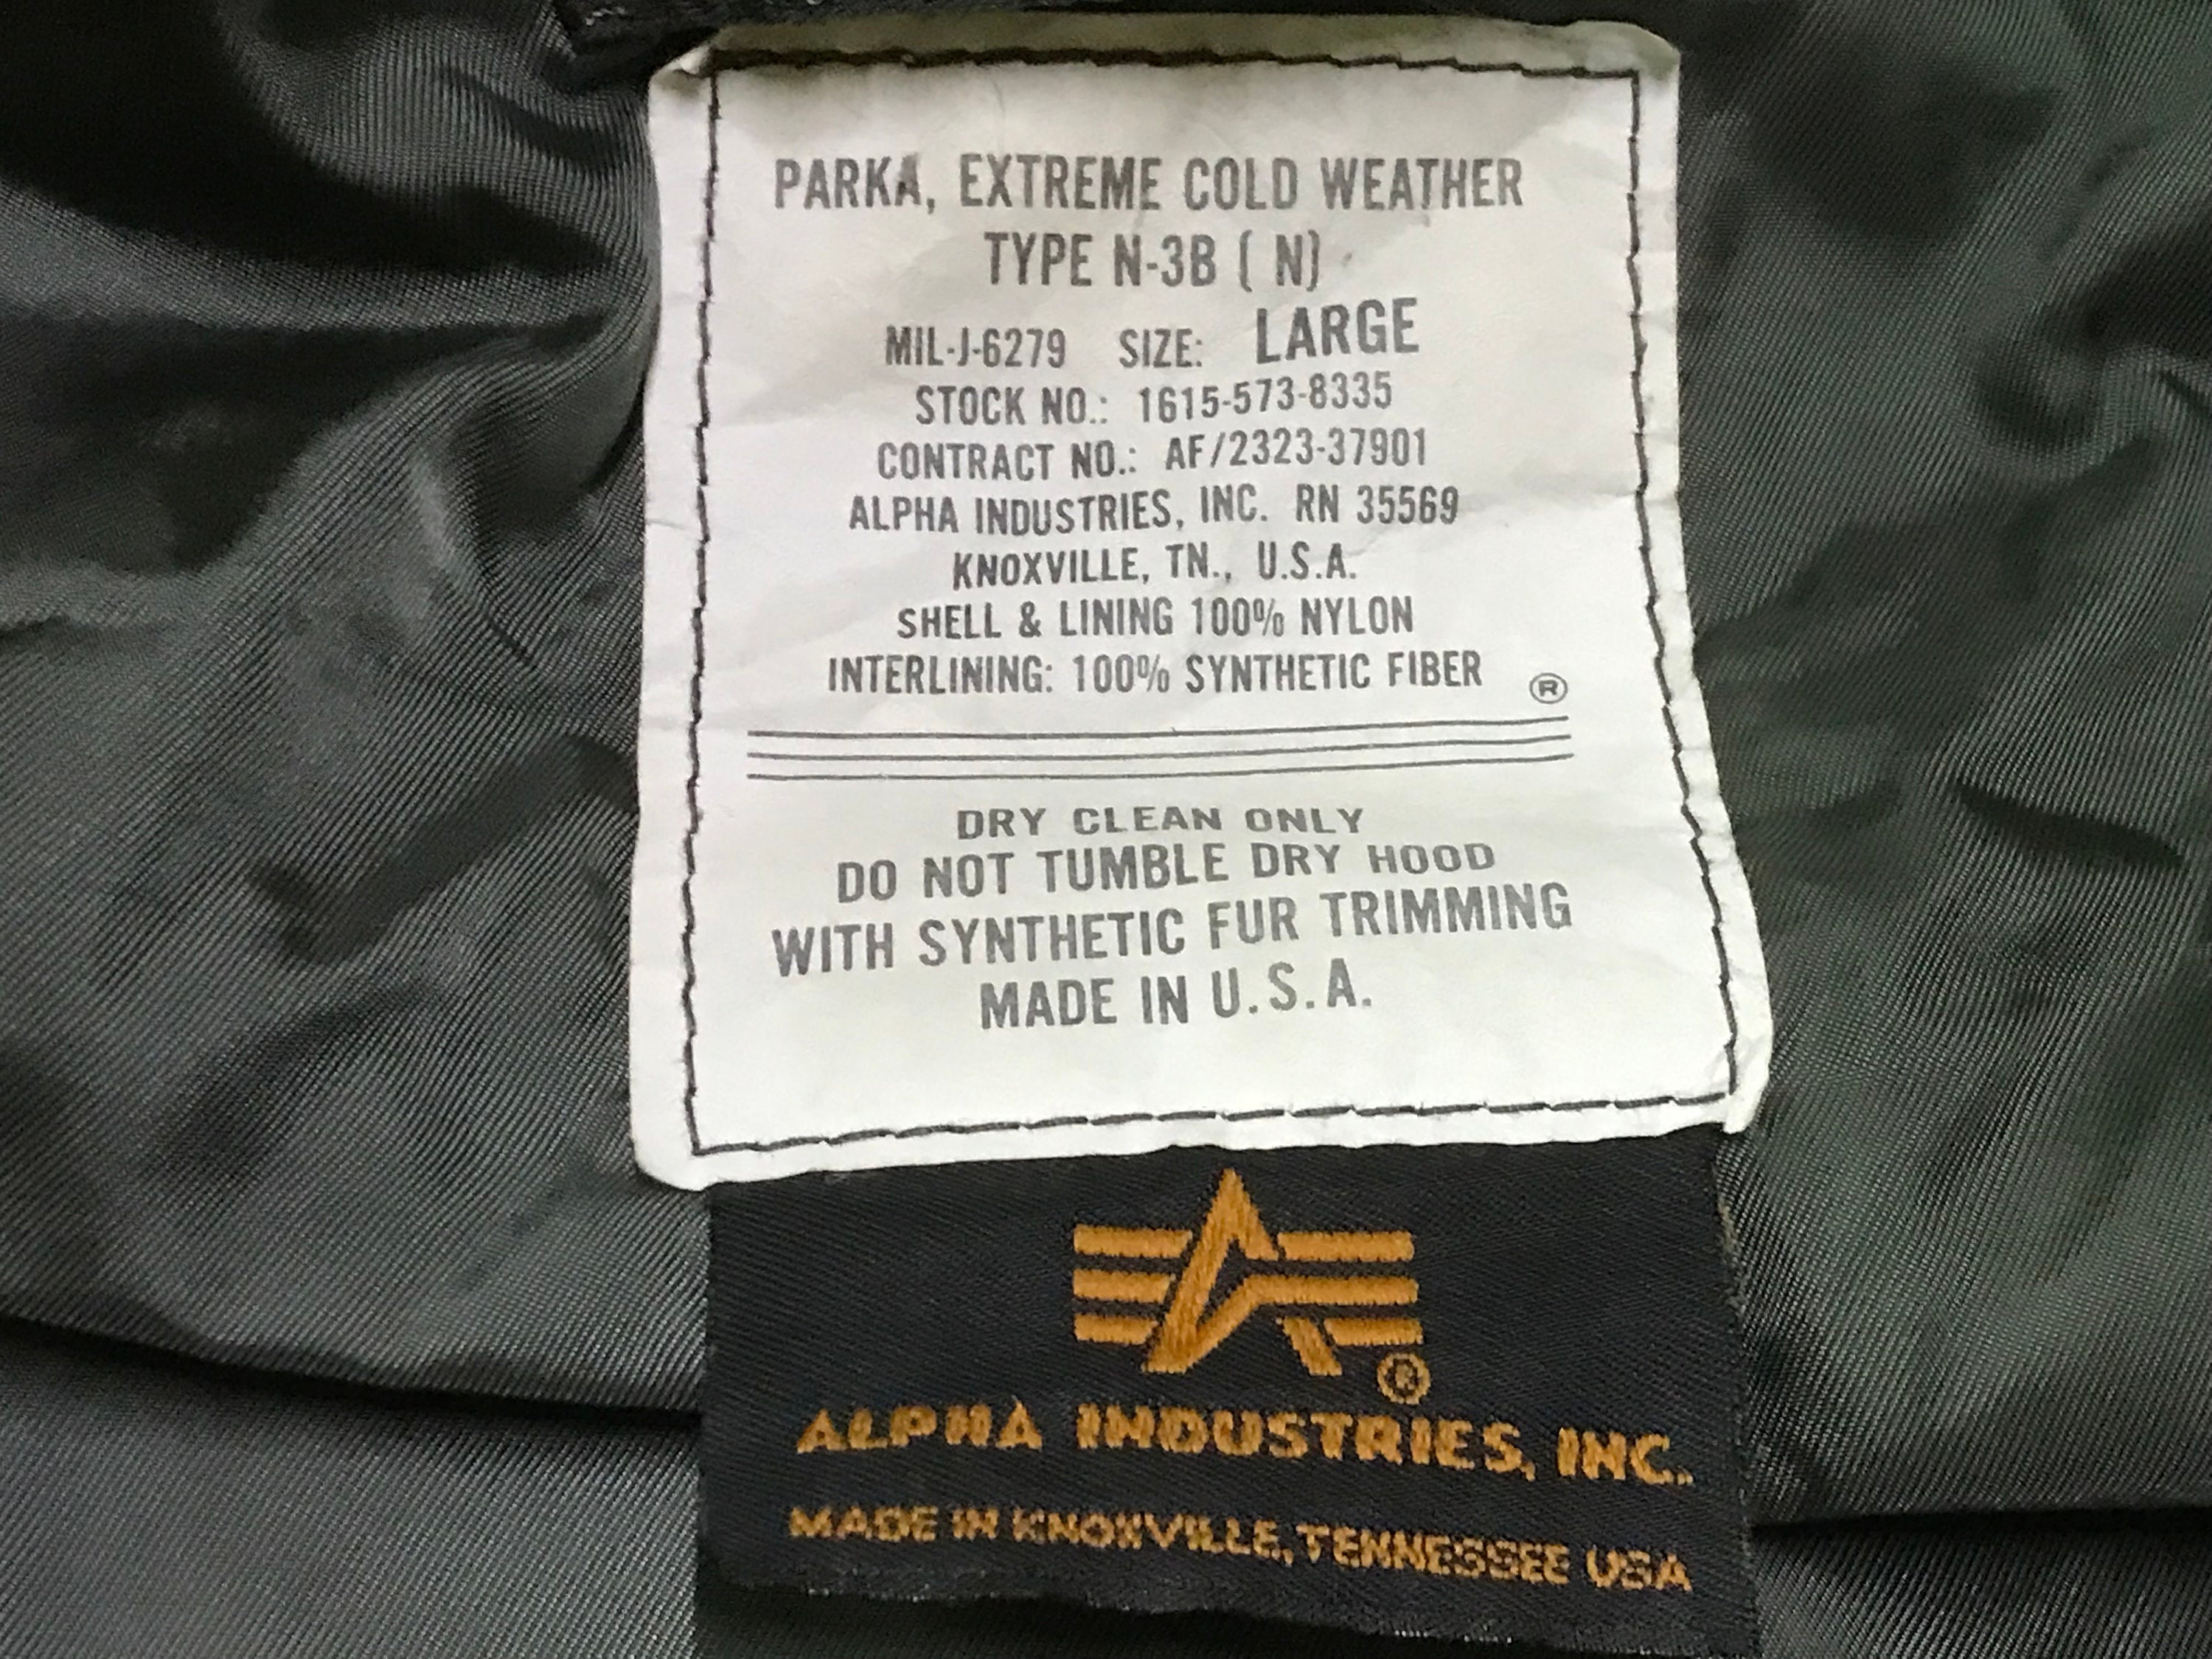 PARKA, EXTREME COLD WEATHER
TYPE N-3B ( N)
MIL-J-6279 SIZE: LARGE
STOCK NO.: 1615-573-8335
CONTRACT NO.: AF/2323-37901
ALPHA INDUSTRIES, INC. RN 35569
KNOXVILLE, TN., U.S.A.
SHELL & LINING 100% NYLON
INTERLINING: 100% SYNTHETIC FIBER ®
DRY CLEAN ONLY
DO NOT TUMBLE DRY HOOD
WITH SYNTHETIC FUR TRIMMING
MADE IN U.S.A.
®
ALPHA INDUSTRIES, INC.
MADE IN KNOXVILLE, TENNESSEE USA